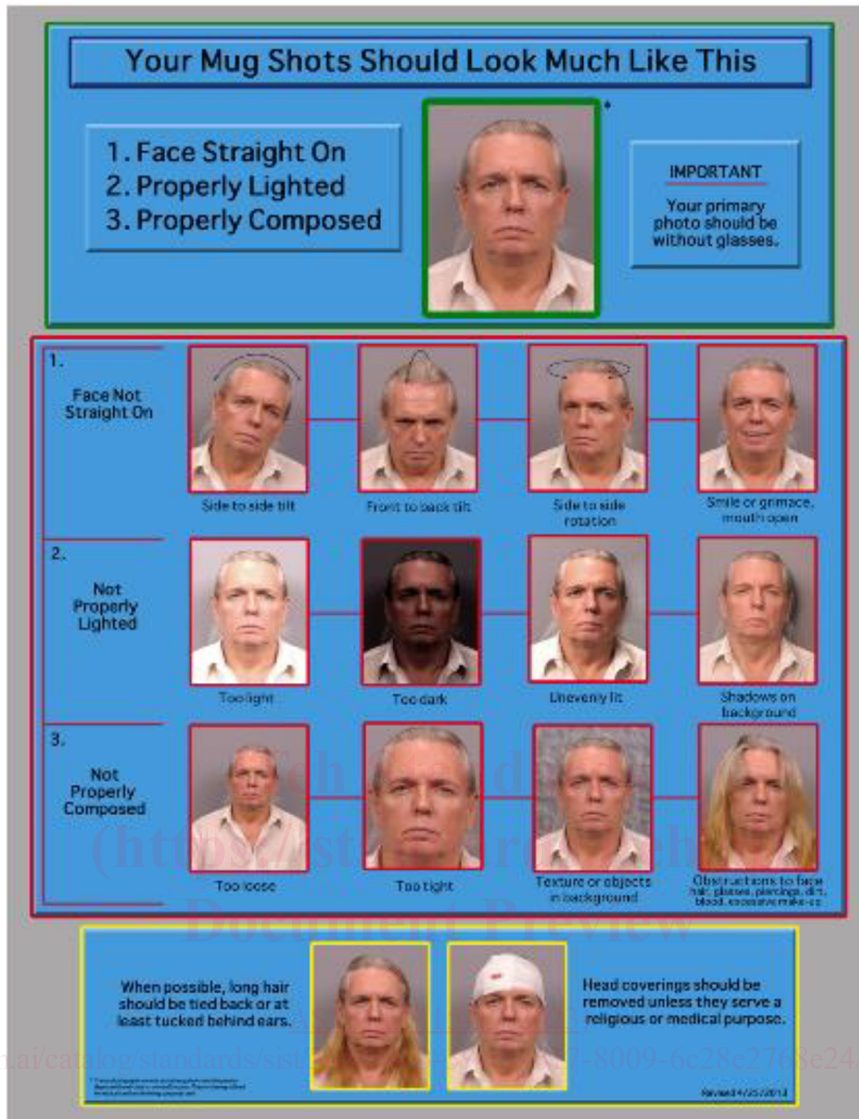 Your Mug Shots Should Look Much Like This
1. Face Straight On
2. Properly Lighted
3. Properly Composed
IMPORTANT
Your primary
photo should be
without glasses.
1.
Face Not
Straight On
Side to side tilt
Front to back tilt
Side to side
rotation
Smile or grimace,
mouth open
2.
Not
Properly
Lighted
Too light
Too dark
Unevenly lit
Shadows on
background
3.
Not
Properly
Composed
Too loose
Too tight
Texture or objects
in background
Obstructions to face
hair, glasses, piercings, dirt,
blood, excessive make-up
Document Preview
When possible, long hair
should be tied back or at
least tucked behind ears.
Head coverings should be
removed unless they serve a
religious or medical purpose.
Revised 4/25/2013